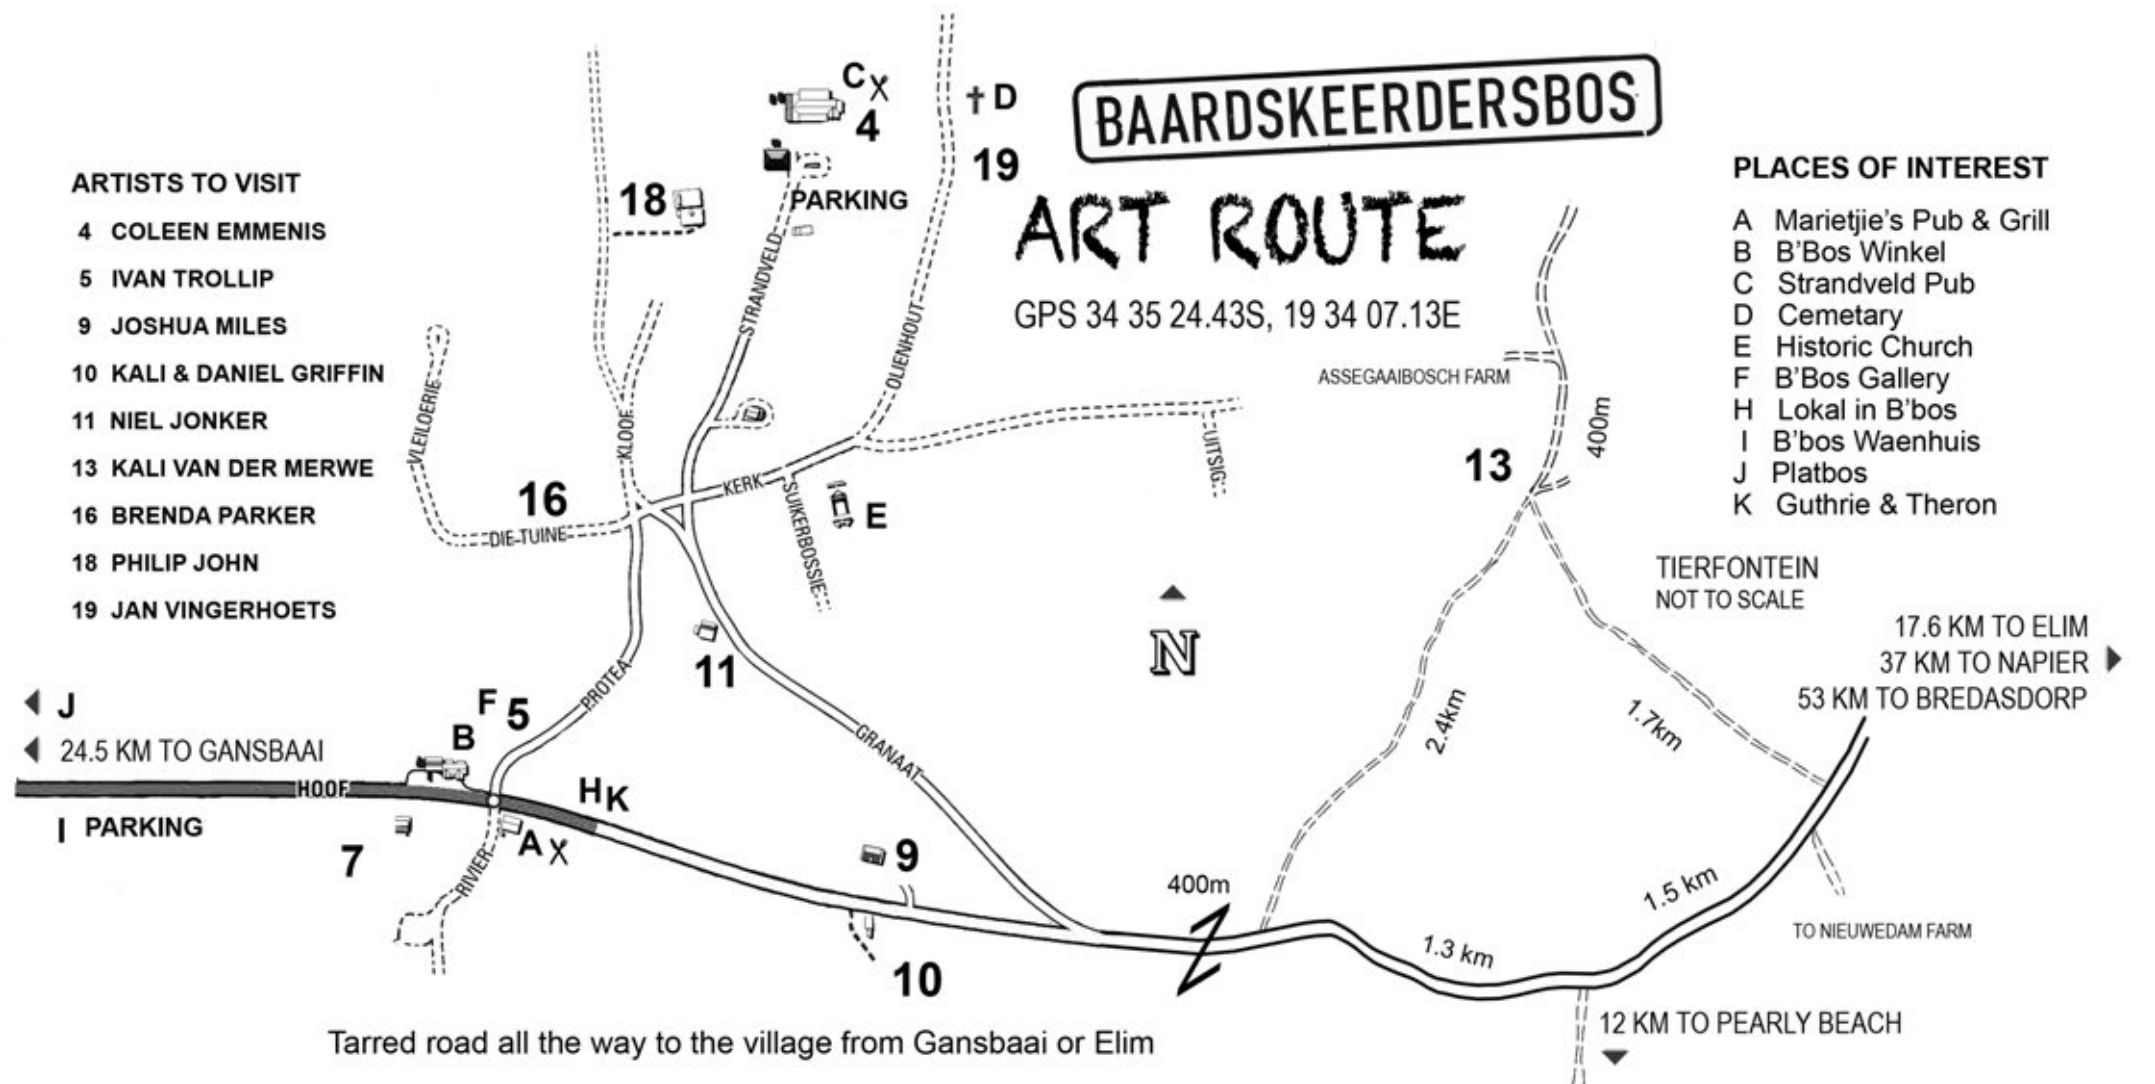 BAARDSKEERDERSBOS
ART ROUTE
GPS 34 35 24.43S, 19 34 07.13E
ARTISTS TO VISIT
4 COLEEN EMMENIS
5 IVAN TROLLIP
9 JOSHUA MILES
10 KALI & DANIEL GRIFFIN
11 NIEL JONKER
13 KALI VAN DER MERWE
16 BRENDA PARKER
18 PHILIP JOHN
19 JAN VINGERHOETS
PLACES OF INTEREST
A Marietjie's Pub & Grill
B B'Bos Winkel
C Strandveld Pub
D Cemetary
E Historic Church
F B'Bos Gallery
H Lokal in B'bos
I B'bos Waenhuis
J Platbos
K Guthrie & Theron
C
4
D
19
18
PARKING
STRANDVELD
OLIENHOUT
VLEILDERIE
KLOOF
16
DIE TUINE
KERK
SUIKERBOSSIE
E
UITSIG
ASSEGAAIBOSCH FARM
400m
13
TIERFONTEIN
NOT TO SCALE
17.6 KM TO ELIM
37 KM TO NAPIER
53 KM TO BREDASDORP
N
11
PROTEA
GRANAAT
2.4km
1.7km
J
24.5 KM TO GANSBAAI
F 5
B
HOOF
H K
I PARKING
7
A
RIVIER
9
10
400m
1.3 km
1.5 km
TO NIEUWEDAM FARM
12 KM TO PEARLY BEACH
Tarred road all the way to the village from Gansbaai or Elim